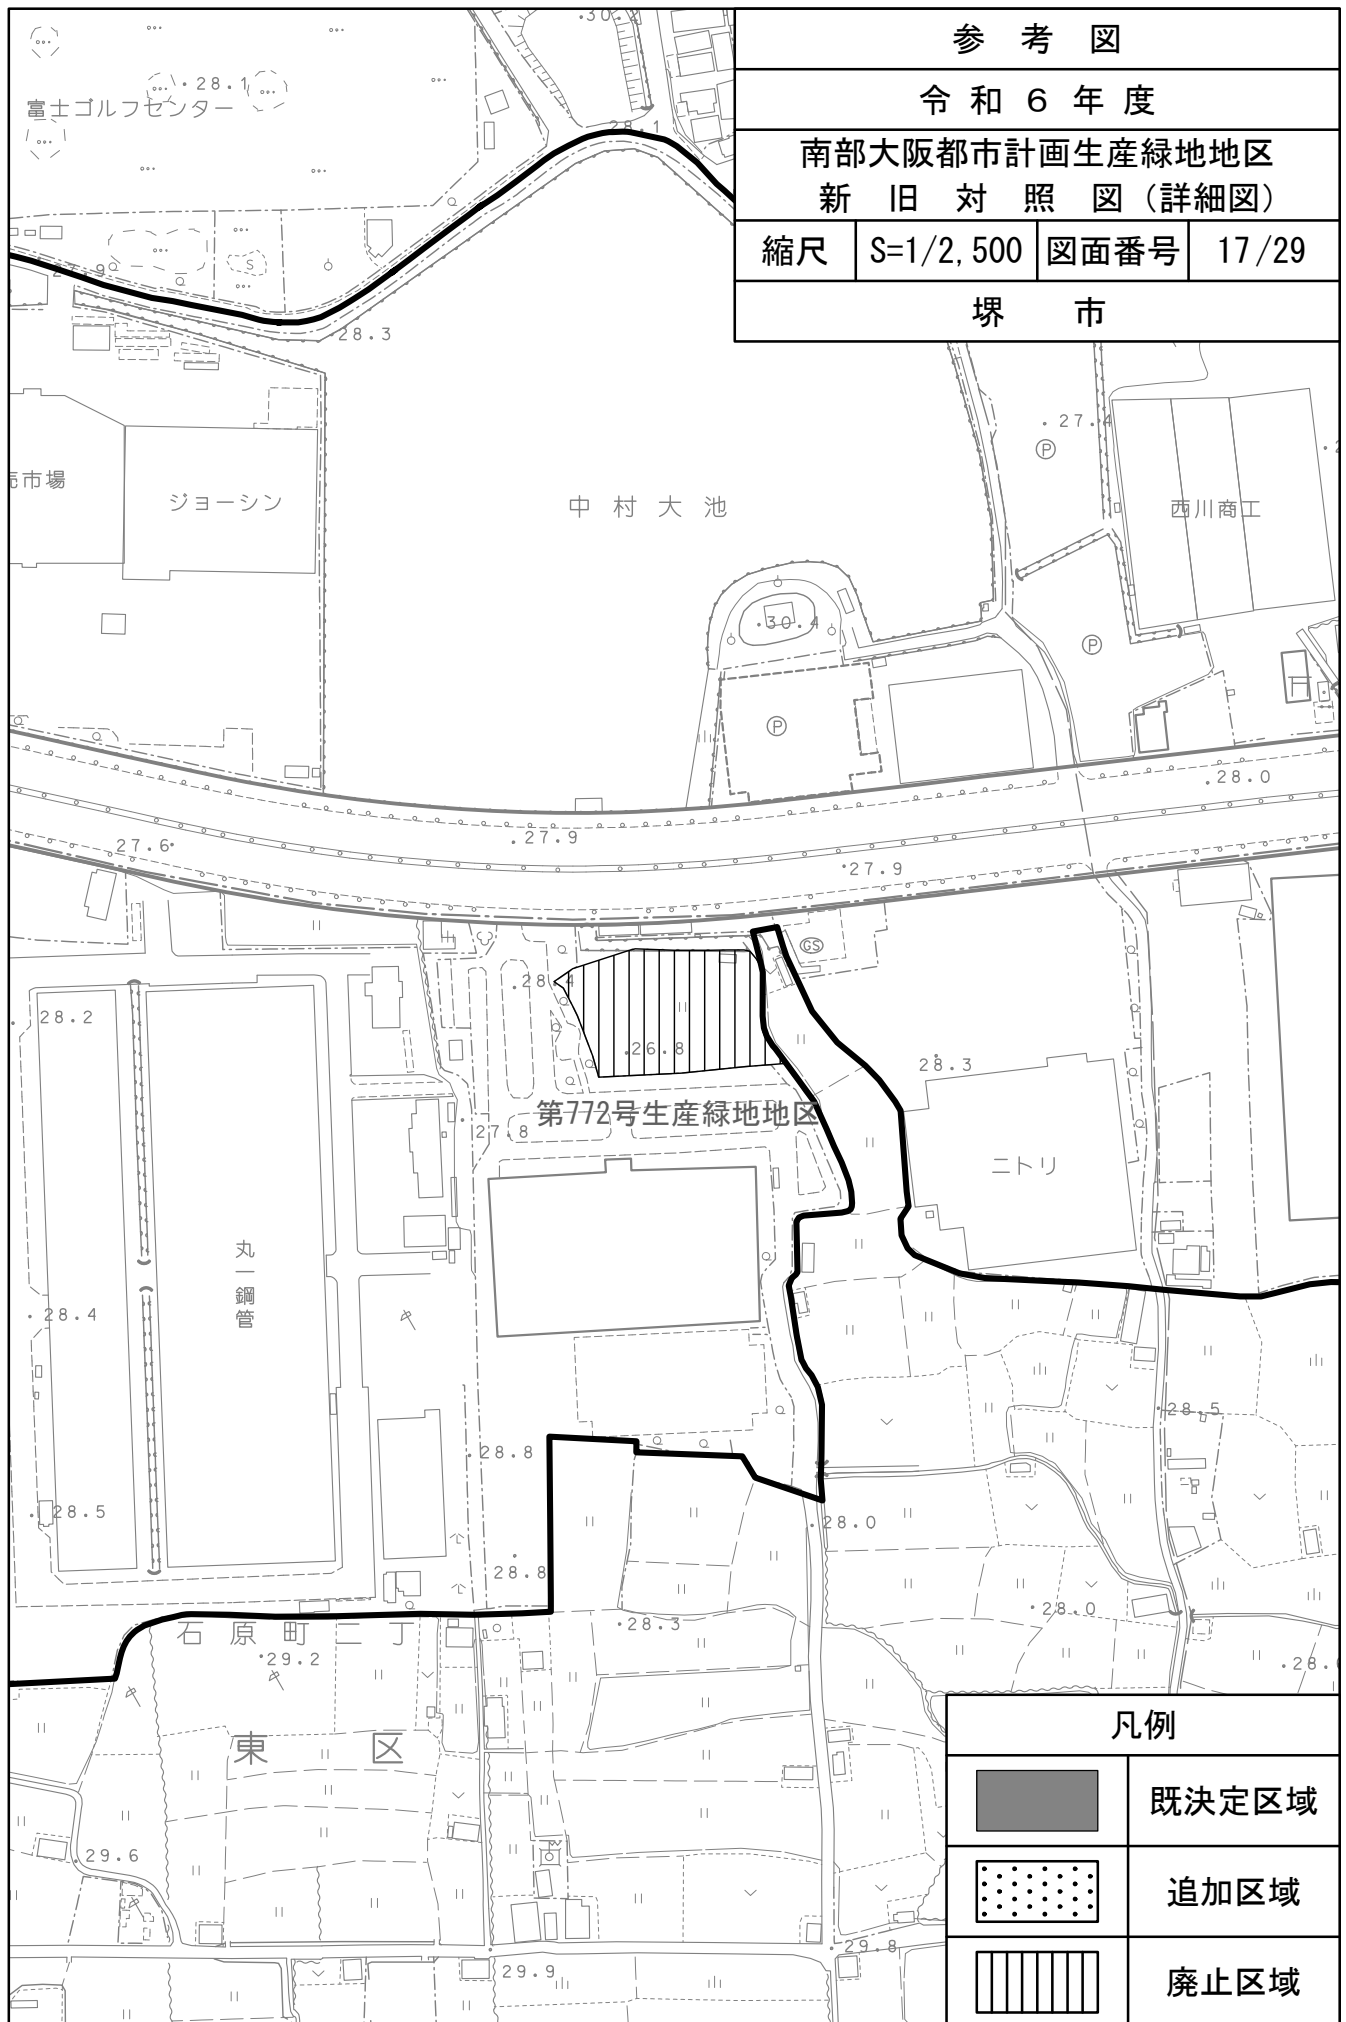 参考図
令和6年度
南部大阪都市計画生産緑地地区
新旧対照図(詳細図)
縮尺 S=1/2,500 図面番号 17/29
堺市
30.2
28.1
富士ゴルフセンター
28.1
S
27.9
28.3
27.4
P
売市場
ジョーシン
中村大池
西川商工
30.4
P
P
28.0
27.9
27.6
27.9
GS
28.4
28.2
26.8
28.3
第772号生産緑地地区
27.8
ニトリ
丸一鋼管
28.4
28.5
28.8
28.5
28.0
28.8
28.0
28.3
石原町二丁
29.2
28.
東区
29.6
29.8
29.9
凡例
既決定区域
追加区域
廃止区域